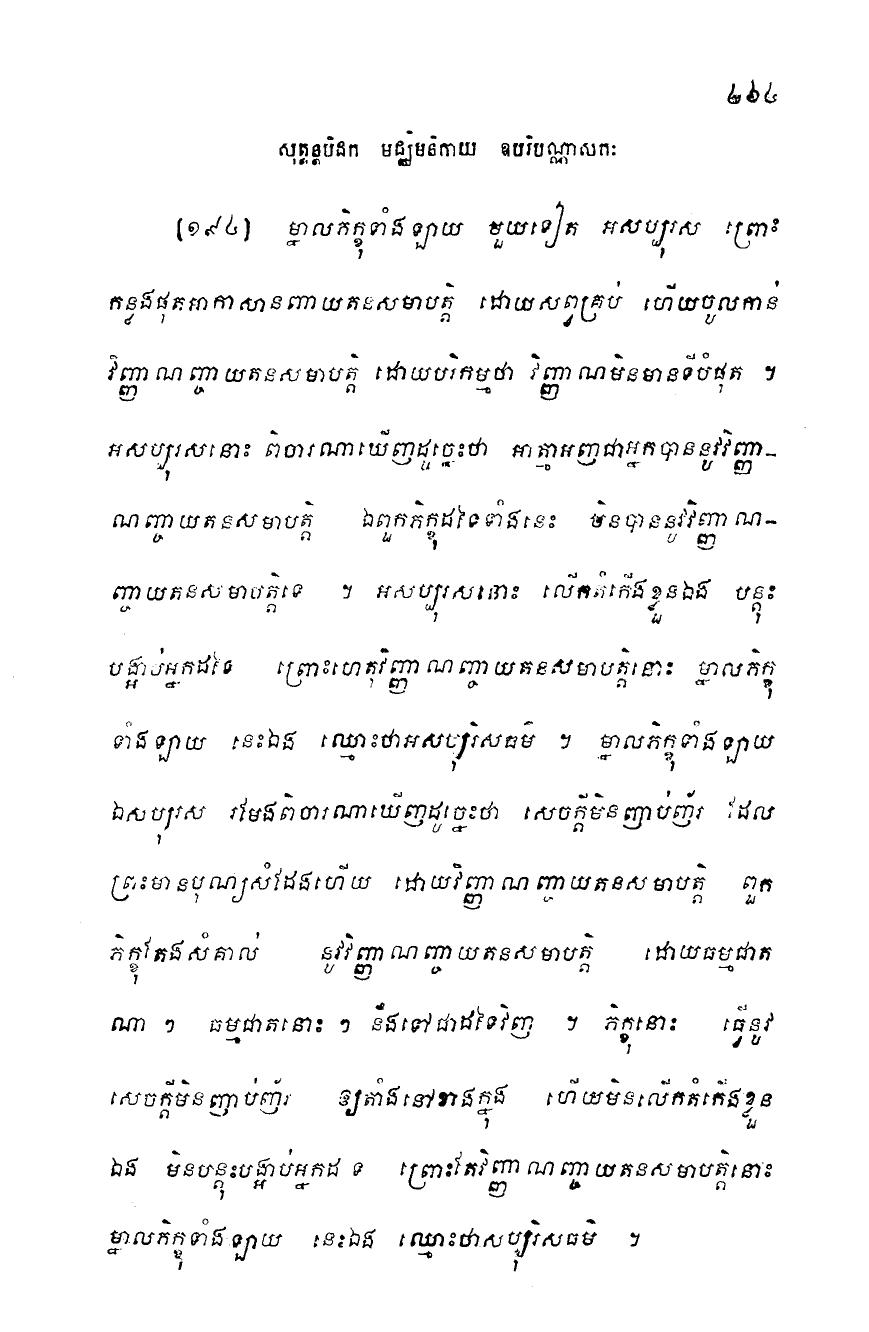 ២៦៤
សុត្តន្តបិដក មជ្ឈិមនិកាយ ឧបរិបណ្ណាសកៈ
[១៩៤] ម្នាលភិក្ខុទាំងឡាយ មួយទៀត អសប្បុរស ព្រោះ
កន្លងផុតអាកាសានញ្ចាយតនសមាបត្តិ ដោយសព្វគ្រប់ ហើយចូលកាន់
វិញ្ញាណញ្ចាយតនសមាបត្តិ ដោយបរិកម្មថា វិញ្ញាណមិនមានទីបំផុត ។
អសប្បុរសនោះ ពិចារណាឃើញដូច្នេះថា អាត្មាអញជាអ្នកបាននូវវិញ្ញា-
ណញ្ចាយតនសមាបត្តិ ឯពួកភិក្ខុដទៃទាំងនេះ មិនបាននូវវិញ្ញាណ-
ញ្ចាយតនសមាបត្តិទេ ។ អសប្បុរសនោះ លើកតំកើងខ្លួនឯង បន្តុះ
បង្អាប់អ្នកដទៃ ព្រោះហេតុវិញ្ញាណញ្ចាយតនសមាបត្តិនោះ ម្នាលភិក្ខុ
ទាំងឡាយ នេះឯង ឈ្មោះថាអសប្បុរិសធម៌ ។ ម្នាលភិក្ខុទាំងឡាយ
ឯសប្បុរស រមែងពិចារណាឃើញដូច្នេះថា សេចក្តីមិនញាប់ញ័រ ដែល
ព្រះមានបុណ្យសំដែងហើយ ដោយវិញ្ញាណញ្ចាយតនសមាបត្តិ ពួក
ភិក្ខុតែងសំគាល់ នូវវិញ្ញាណញ្ចាយតនសមាបត្តិ ដោយធម្មជាត
ណា ៗ ធម្មជាតនោះ ៗ នឹងទៅជាដទៃវិញ ។ ភិក្ខុនោះ ធ្វើនូវ
សេចក្តីមិនញាប់ញ័រ ឱ្យតាំងនៅខាងក្នុង ហើយមិនលើកតំកើងខ្លួន
ឯង មិនបន្តុះបង្អាប់អ្នកដទៃ ព្រោះតែវិញ្ញាណញ្ចាយតនសមាបត្តិនោះ
ម្នាលភិក្ខុទាំងឡាយ នេះឯង ឈ្មោះថាសប្បុរិសធម៌ ។